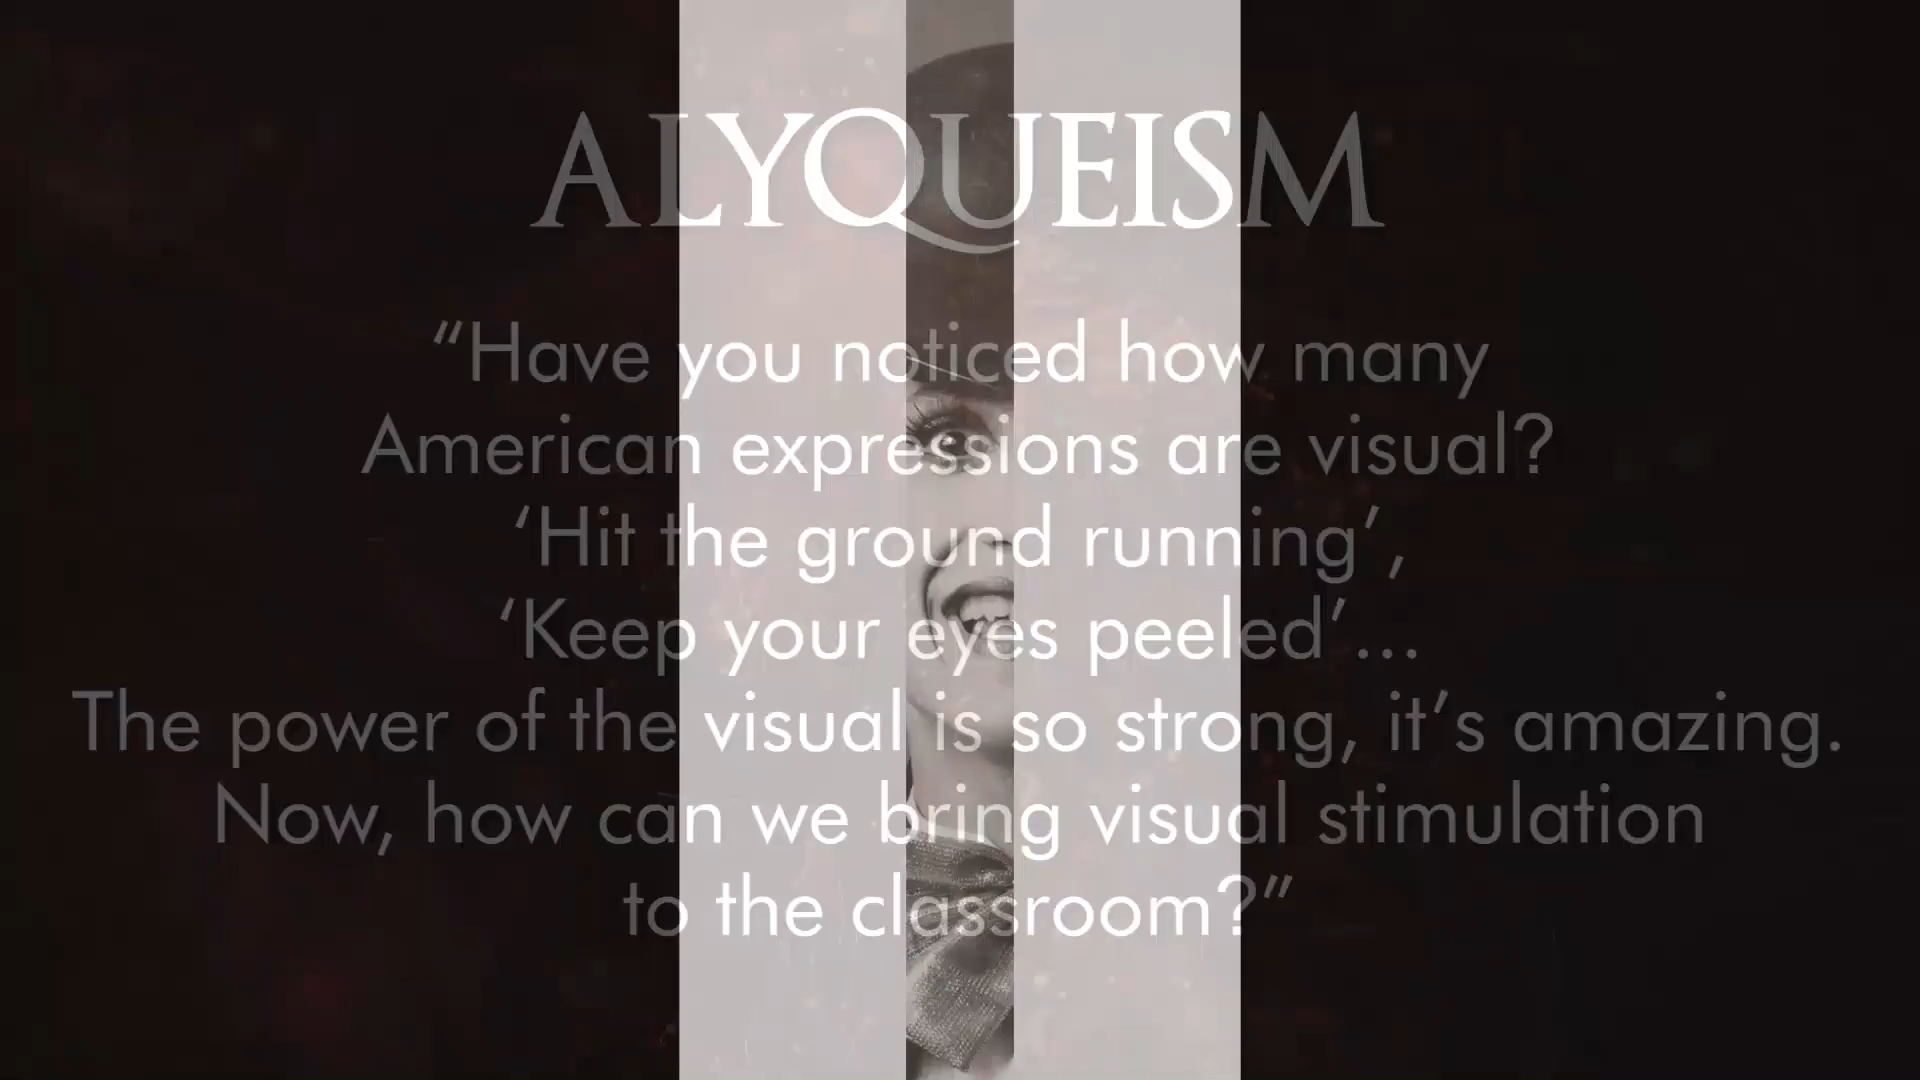 ALYQUEISM
“Have you noticed how many
American expressions are visual?
‘Hit the ground running’,
‘Keep your eyes peeled’...
The power of the visual is so strong, it’s amazing.
Now, how can we bring visual stimulation
to the classroom?”